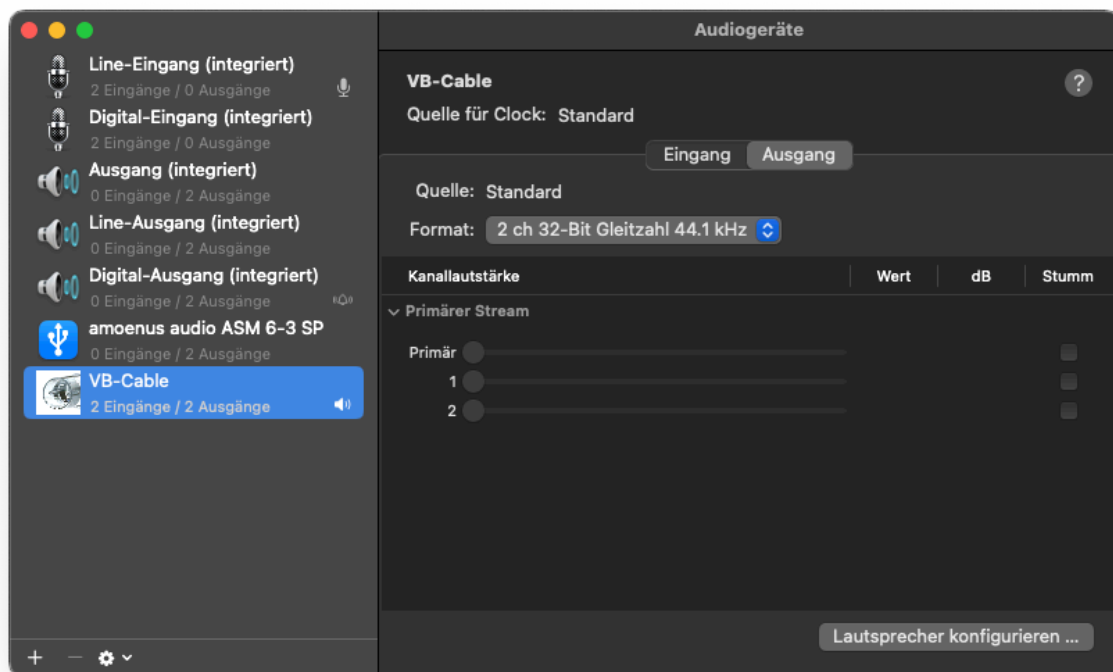 Audiogeräte
Line-Eingang (integriert)
2 Eingänge / 0 Ausgänge
Digital-Eingang (integriert)
2 Eingänge / 0 Ausgänge
Ausgang (integriert)
0 Eingänge / 2 Ausgänge
Line-Ausgang (integriert)
0 Eingänge / 2 Ausgänge
Digital-Ausgang (integriert)
0 Eingänge / 2 Ausgänge
amoenus audio ASM 6-3 SP
0 Eingänge / 2 Ausgänge
VB-Cable
2 Eingänge / 2 Ausgänge
VB-Cable
?
Quelle für Clock: Standard
Eingang Ausgang
Quelle: Standard
Format: 2 ch 32-Bit Gleitzahl 44.1 kHz
Kanallautstärke Wert dB Stumm
Primärer Stream
Primär
1
2
Lautsprecher konfigurieren ...